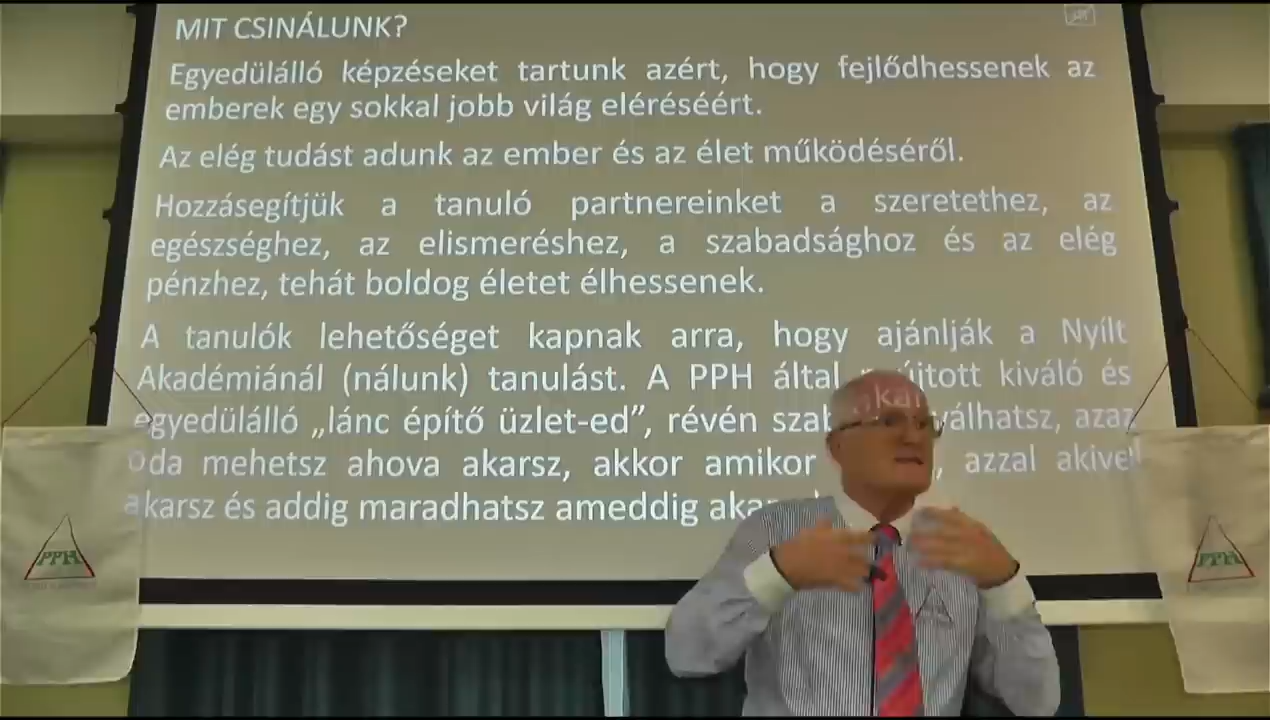 MIT CSINÁLUNK?
Egyedülálló képzéseket tartunk azért, hogy fejlődhessenek az
emberek egy sokkal jobb világ eléréséért.
Az elég tudást adunk az ember és az élet működéséről.
Hozzásegítjük a tanuló partnereinket a szeretethez, az
egészséghez, az elismeréshez, a szabadsághoz és az elég
pénzhez, tehát boldog életet élhessenek.
A tanulók lehetőséget kapnak arra, hogy ajánlják a Nyílt
Akadémiánál (nálunk) tanulást. A PPH által kiváló és
egyedülálló „lánc építő üzlet-ed”, révén azaz
oda mehetsz ahova akarsz, akkor amikor azzal akivel
akarsz és addig maradhatsz ameddig
PPH
PPH